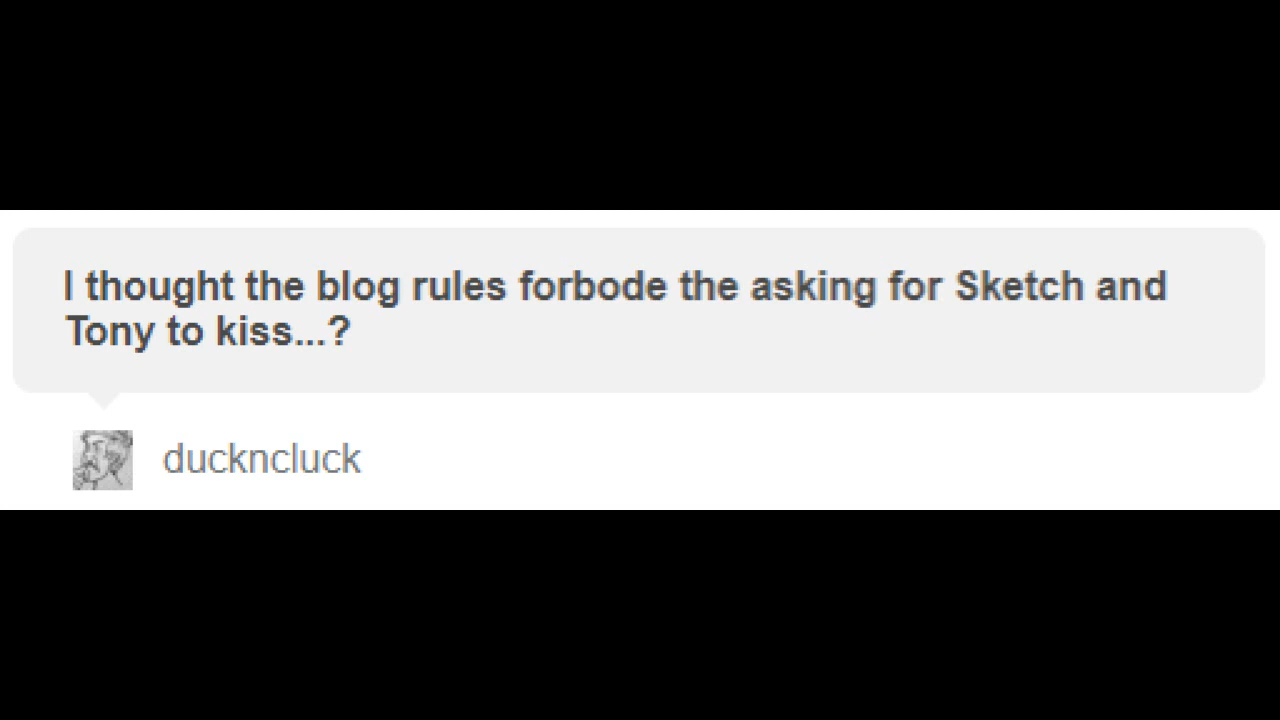 I thought the blog rules forbode the asking for Sketch and
Tony to kiss...?
duckncluck